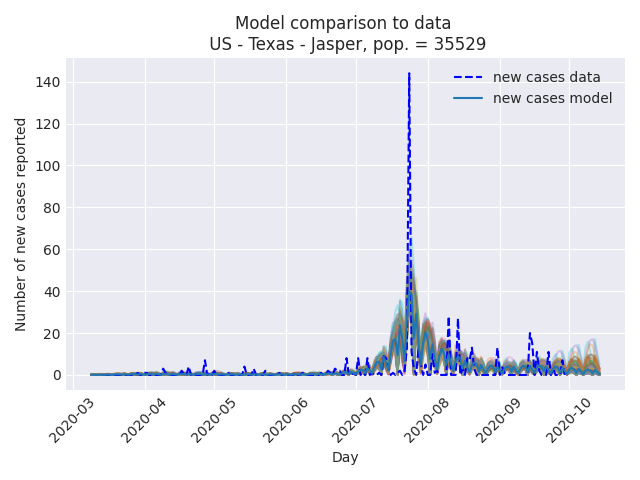 Model comparison to data
US - Texas - Jasper, pop. = 35529
new cases data
new cases model
Number of new cases reported
140
120
100
80
60
40
20
0
2020-03
2020-04
2020-05
2020-06
2020-07
2020-08
2020-09
2020-10
Day